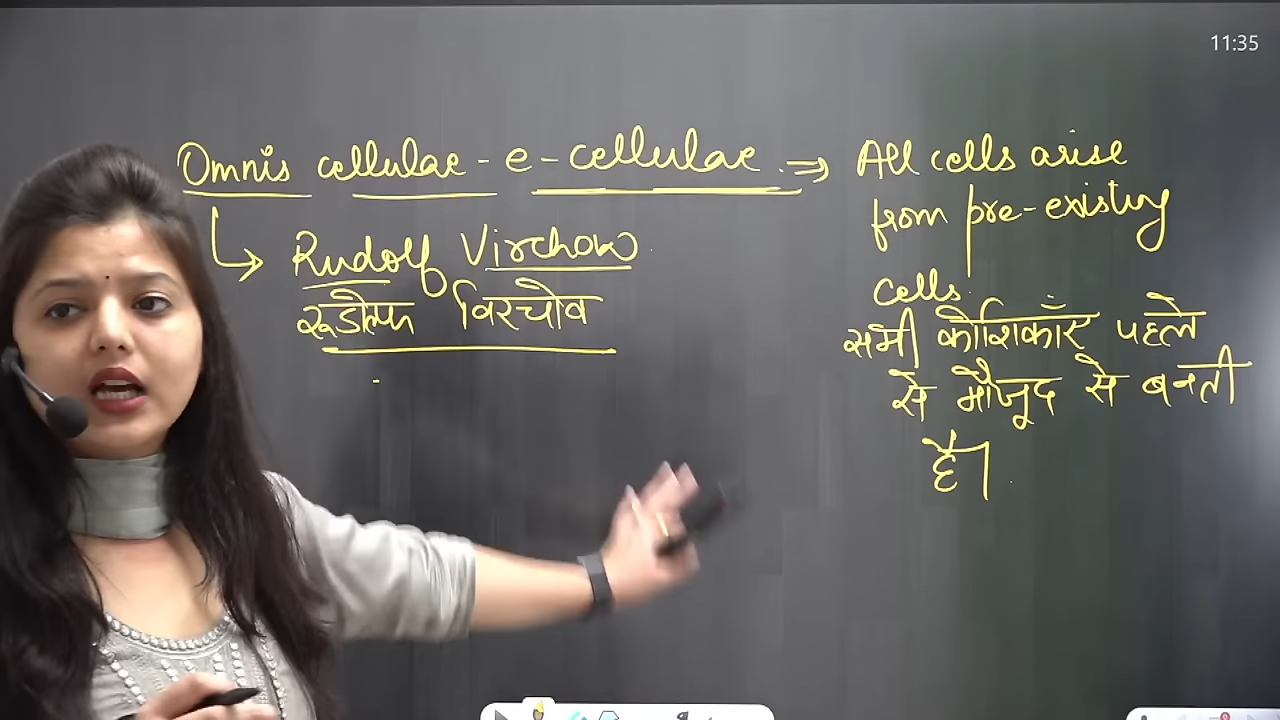 11:35
Omnis cellulae-e-cellulae. ⇒ All cells arise
from pre-existing
cells.
→ Rudolf Virchow
रूडोल्फ विरचोव
सभी कोशिकाएँ पहले
से मौजूद से बनती
है।